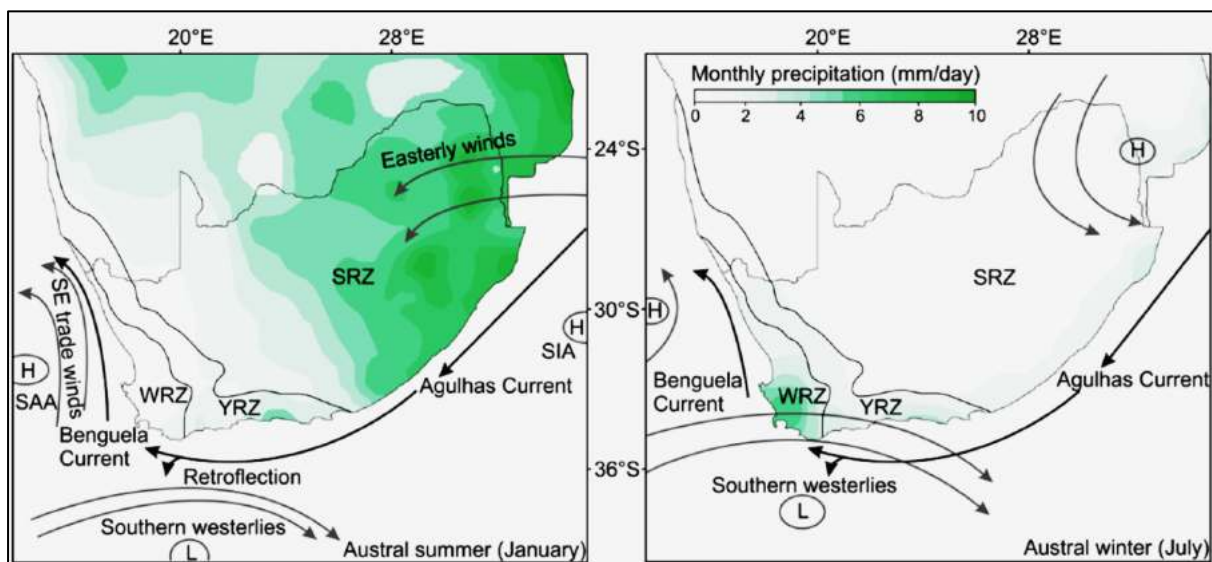 20°E
28°E
20°E
28°E
Monthly precipitation (mm/day)
0 2 4 6 8 10
24°S
30°S
36°S
Easterly winds
SRZ
SE trade winds
H
SAA
H
SIA
WRZ
YRZ
Agulhas Current
Benguela
Current
Retroflection
Southern westerlies
L
Austral summer (January)
H
SRZ
H
Benguela
Current
WRZ
YRZ
Agulhas Current
Southern westerlies
L
Austral winter (July)